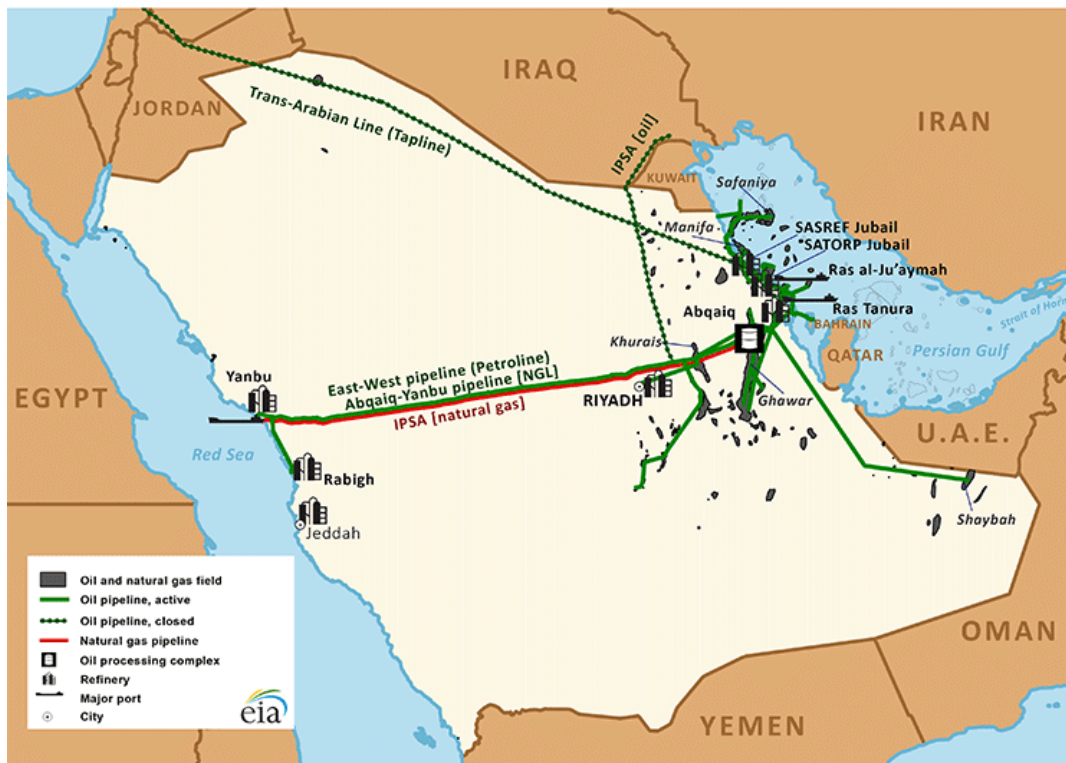 IRAQ
IRAN
JORDAN
Trans-Arabian Line (Tapline)
IPSA [oil]
KUWAIT
Safaniya
Manifa
SASREF Jubail
SATORP Jubail
Ras al-Ju'aymah
Ras Tanura
Abqaiq
BAHRAIN
Strait of Horm
Persian Gulf
QATAR
Khurais
East-West pipeline (Petroline)
Abqaiq-Yanbu pipeline [NGL]
IPSA [natural gas]
RIYADH
Ghawar
Yanbu
EGYPT
Red Sea
Rabigh
Jeddah
U.A.E.
Shaybah
OMAN
YEMEN
Oil and natural gas field
Oil pipeline, active
Oil pipeline, closed
Natural gas pipeline
Oil processing complex
Refinery
Major port
City
eia